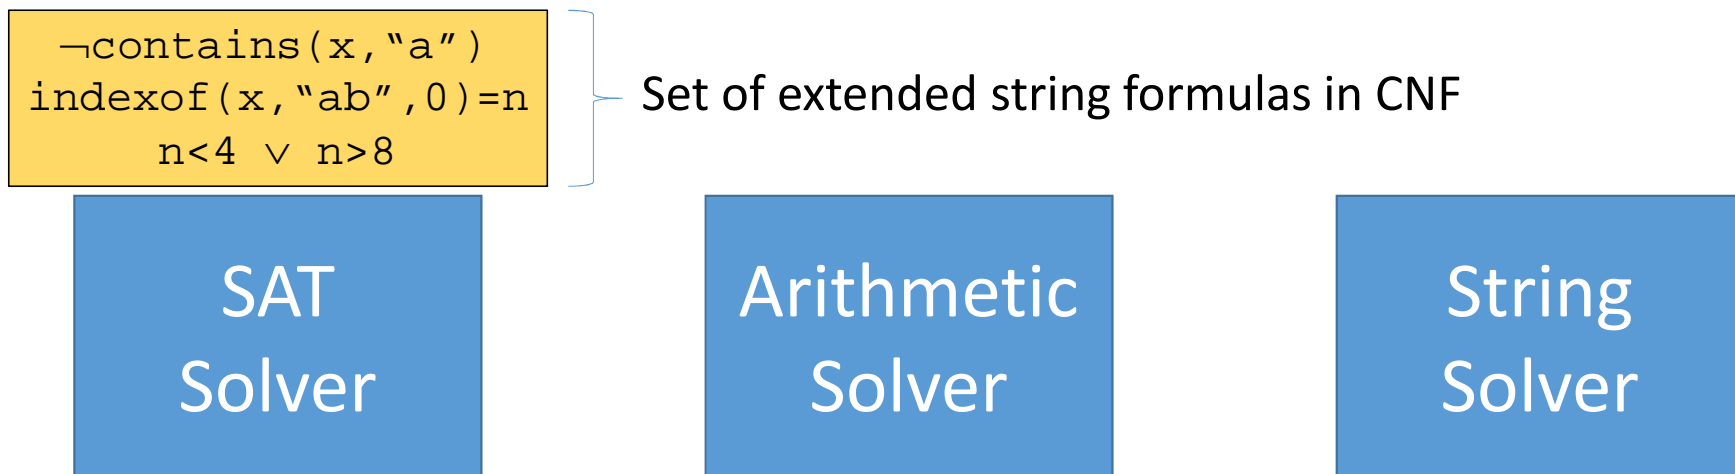 ¬contains(x,“a”)
indexof(x,“ab”,0)=n
n<4 ∨ n>8
Set of extended string formulas in CNF
SAT
Solver
Arithmetic
Solver
String
Solver